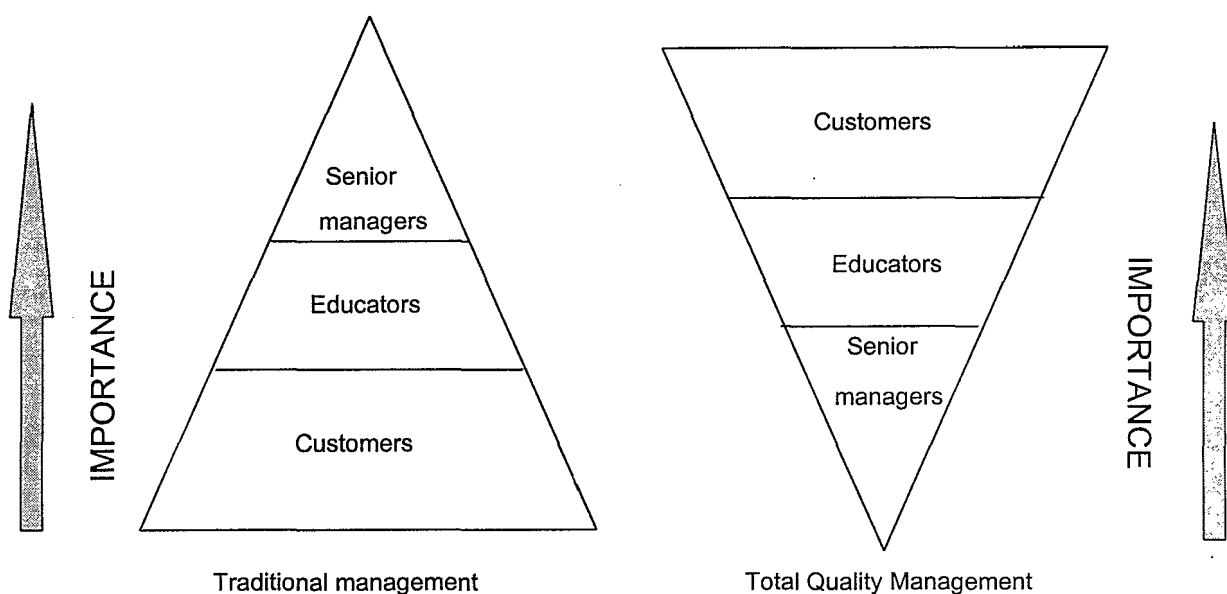 Senior
managers
Educators
Customers
IMPORTANCE
Traditional management
Customers
Educators
Senior
managers
IMPORTANCE
Total Quality Management